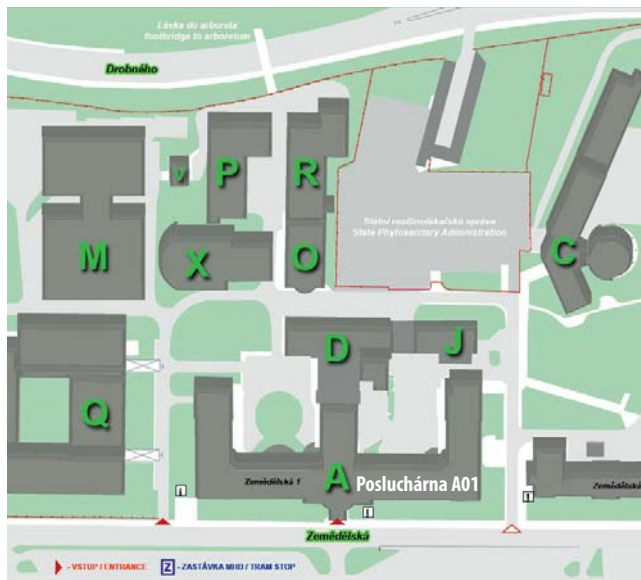 Lávka do arboreta
footbridge to arboretum
Drobného
V
P
R
Státní rostlinolékařská správa
State Phytosanitary Administration
M
X
O
C
D
J
Q
A
Posluchárna A01
Zemědělská 1
Zemědělská
i
i
i
Zemědělská
- VSTUP / ENTRANCE
Z
- ZASTÁVKA MHD / TRAM STOP